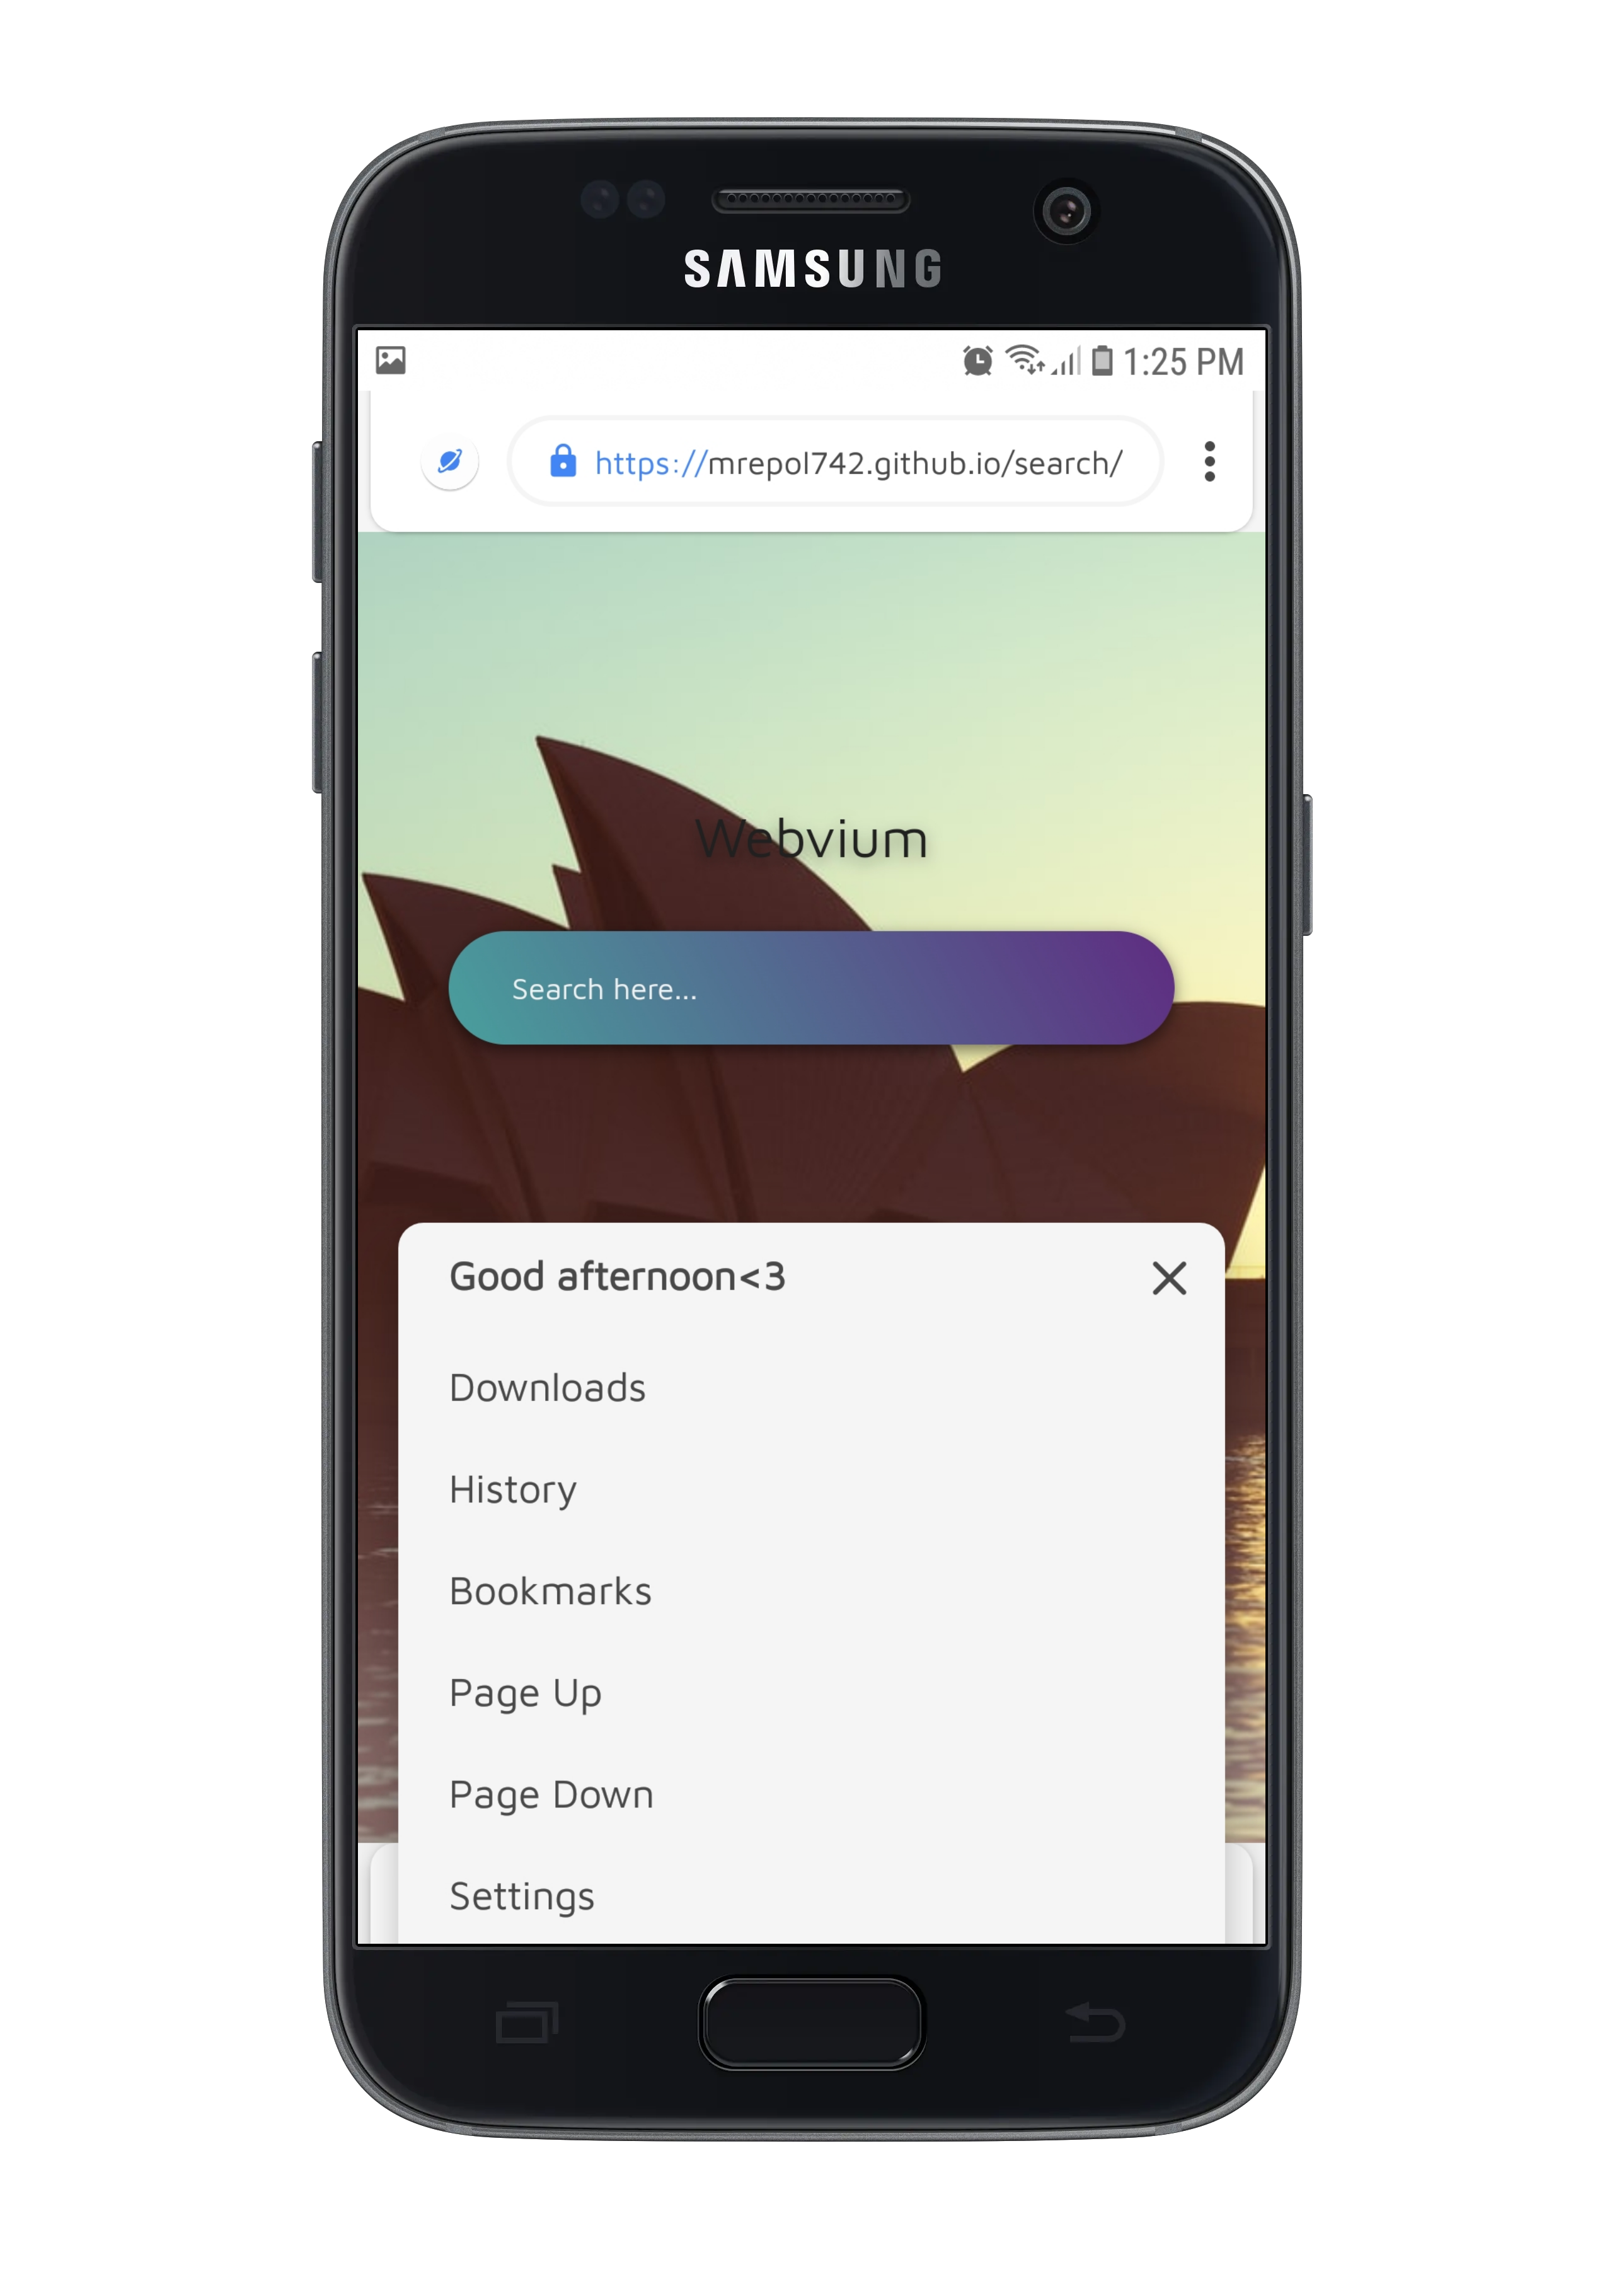 SAMSUNG
1:25 PM
https://mrepol742.github.io/search/
Webvium
Search here...
Good afternoon<3
Downloads
History
Bookmarks
Page Up
Page Down
Settings